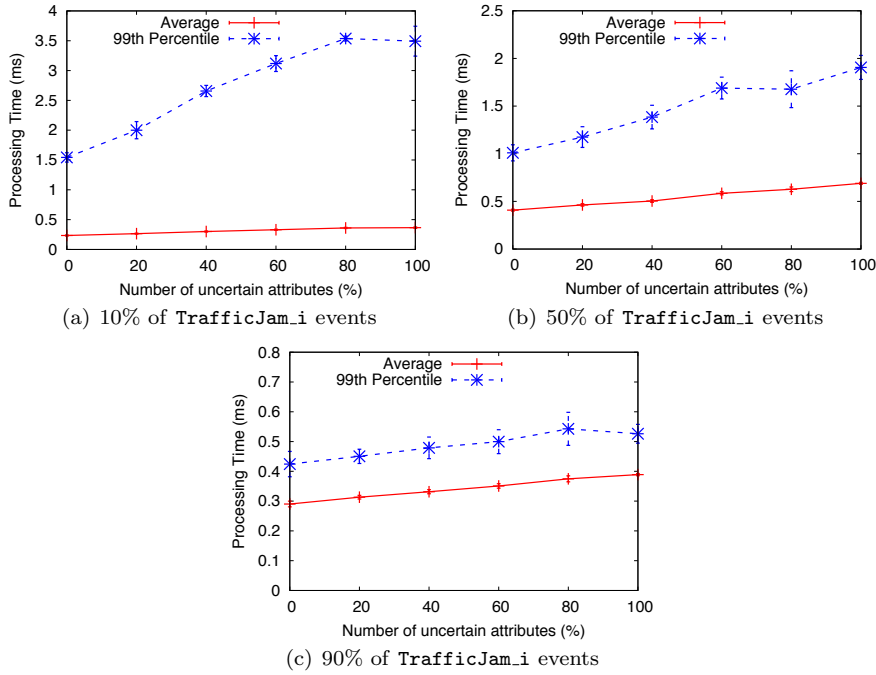 Average
99th Percentile
Processing Time (ms)
4
3.5
3
2.5
2
1.5
1
0.5
0
0 20 40 60 80 100
Number of uncertain attributes (%)
(a) 10% of TrafficJam_i events
Average
99th Percentile
Processing Time (ms)
2.5
2
1.5
1
0.5
0
0 20 40 60 80 100
Number of uncertain attributes (%)
(b) 50% of TrafficJam_i events
Average
99th Percentile
Processing Time (ms)
0.8
0.7
0.6
0.5
0.4
0.3
0.2
0.1
0
0 20 40 60 80 100
Number of uncertain attributes (%)
(c) 90% of TrafficJam_i events